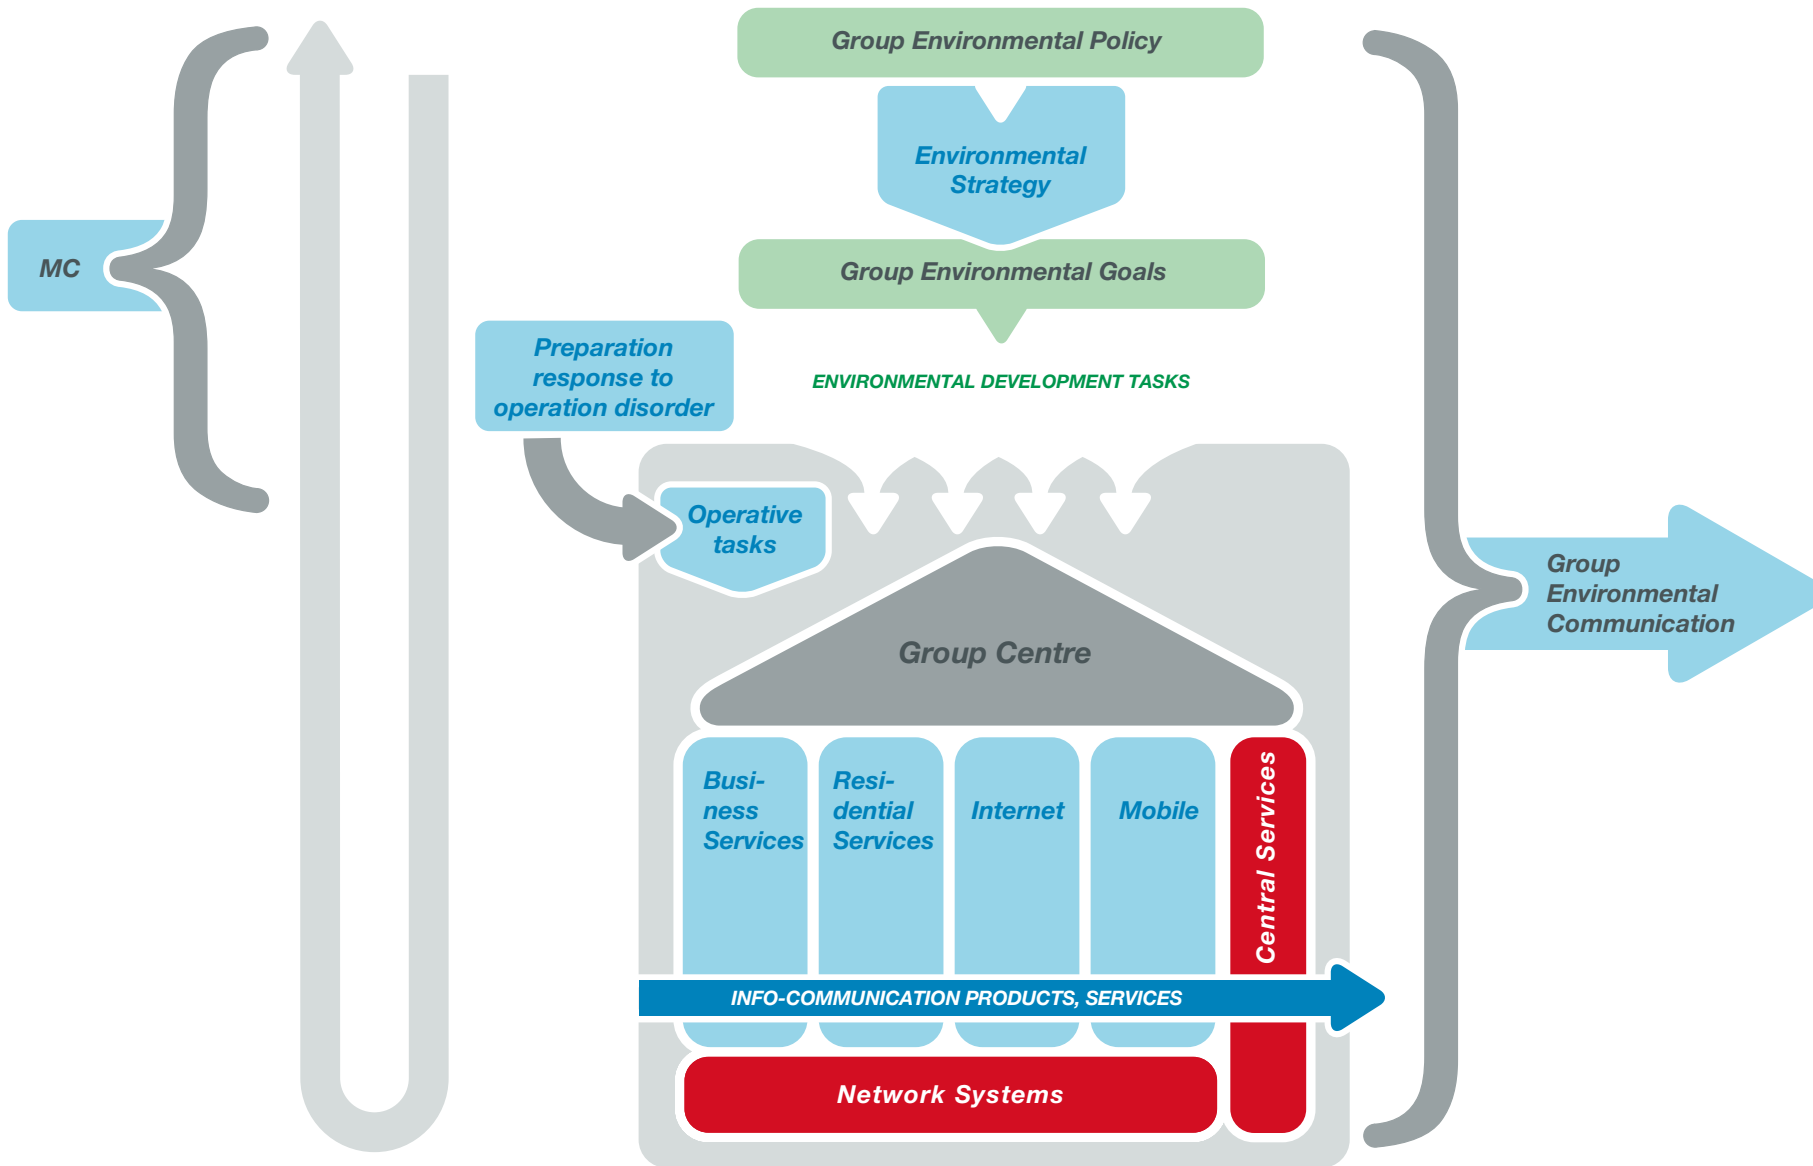 Group Environmental Policy
Environmental
Strategy
MC
Group Environmental Goals
Preparation
response to
operation disorder
ENVIRONMENTAL DEVELOPMENT TASKS
Operative
tasks
Group
Environmental
Communication
Group Centre
Busi-
ness
Services
Resi-
dential
Services
Internet
Mobile
Central Services
INFO-COMMUNICATION PRODUCTS, SERVICES
Network Systems